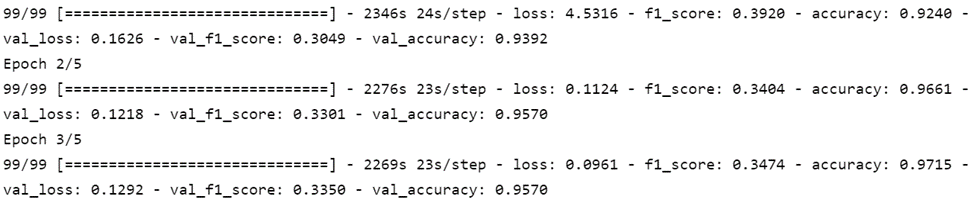 99/99 [==============================] - 2346s 24s/step - loss: 4.5316 - f1_score: 0.3920 - accuracy: 0.9240 -
val_loss: 0.1626 - val_f1_score: 0.3049 - val_accuracy: 0.9392
Epoch 2/5
99/99 [==============================] - 2276s 23s/step - loss: 0.1124 - f1_score: 0.3404 - accuracy: 0.9661 -
val_loss: 0.1218 - val_f1_score: 0.3301 - val_accuracy: 0.9570
Epoch 3/5
99/99 [==============================] - 2269s 23s/step - loss: 0.0961 - f1_score: 0.3474 - accuracy: 0.9715 -
val_loss: 0.1292 - val_f1_score: 0.3350 - val_accuracy: 0.9570